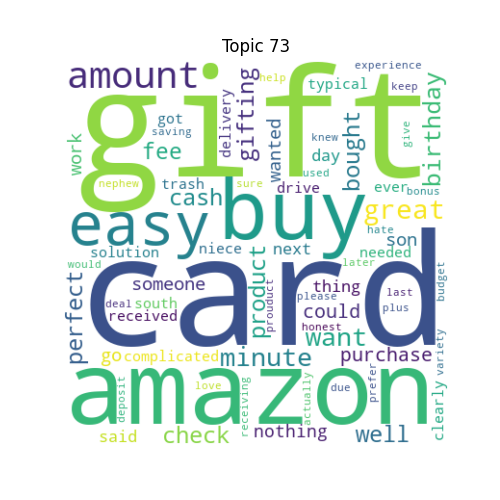 Topic 73
experience
amount
gift
help
typical
keep
delivery
gifting
got
saving
knew
wanted
bought
birthday
work
fee
day
give
nephew
trash
sure
used
drive
ever
bonus
cash
easy
buy
great
hate
solution
niece
next
needed
son
would
card
later
someone
thing
last
budget
perfect
product
prouduct
please
deal
south
could
plus
received
honest
want
go
complicated
minute
purchase
variety
amazon
love
deposit
receiving
actually
due
prefer
clearly
said
check
nothing
well